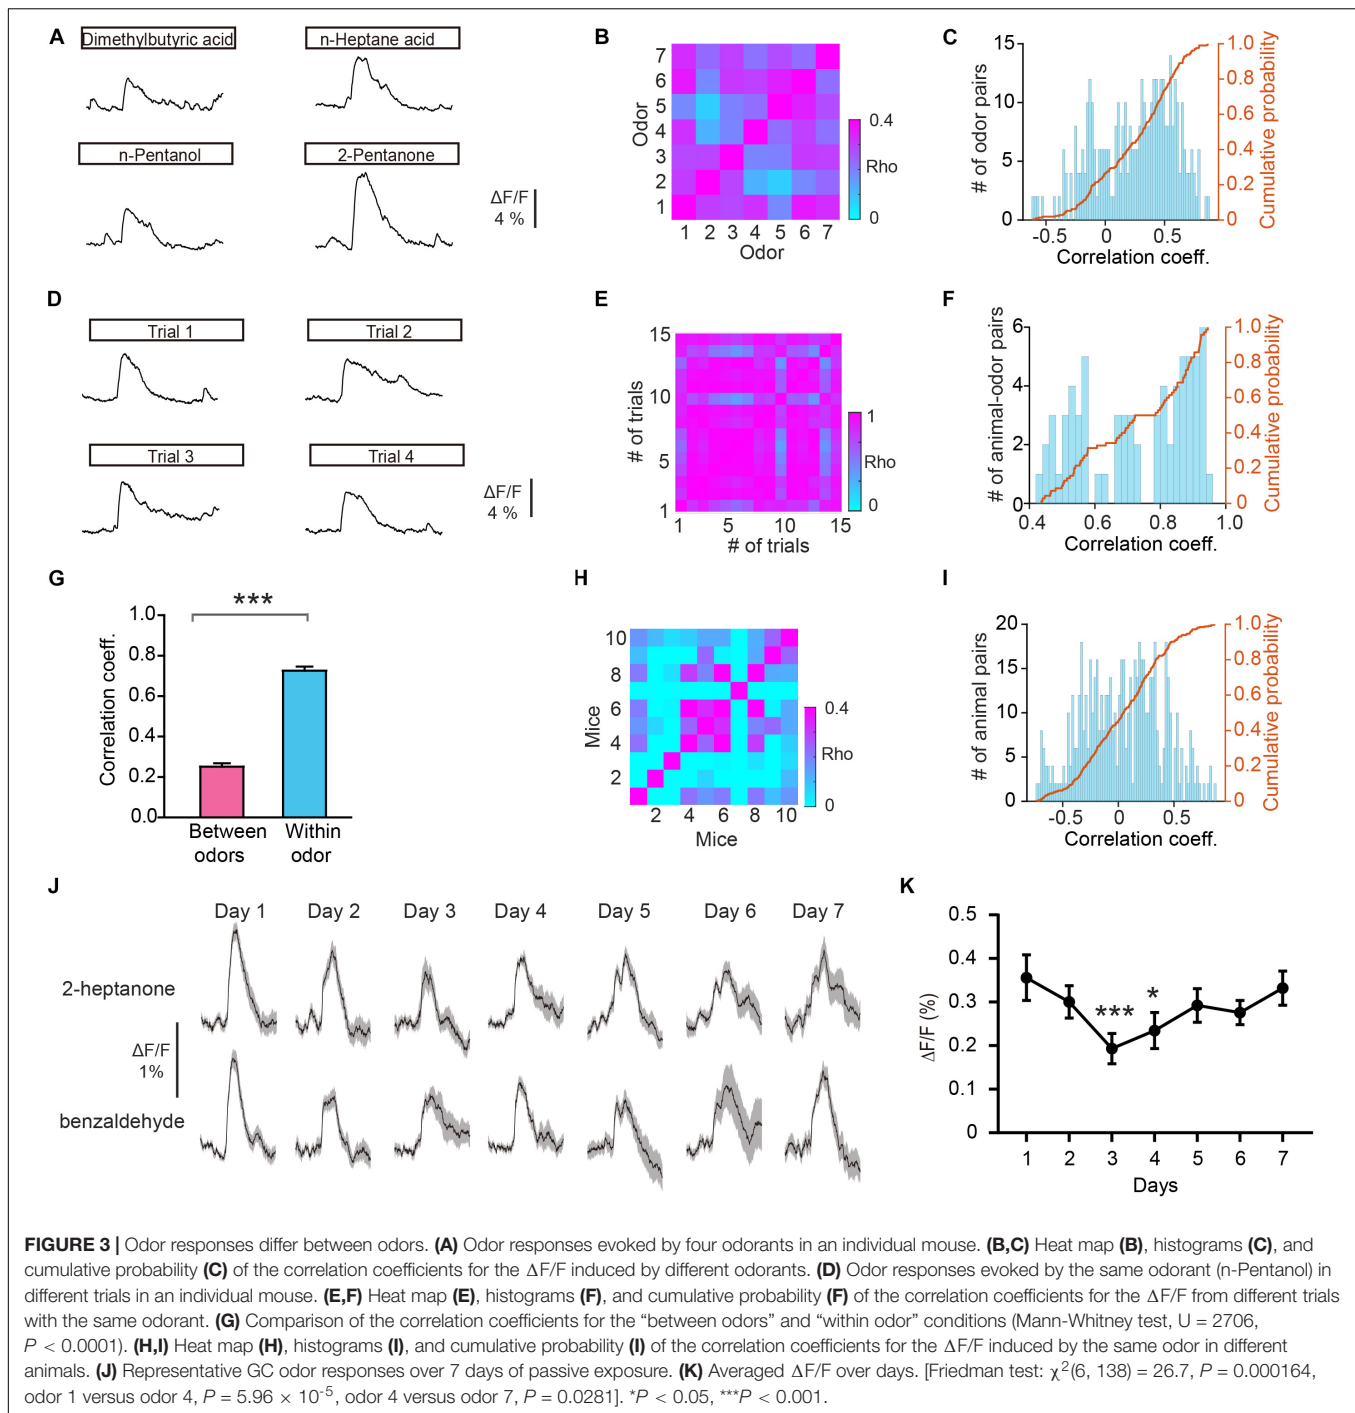 A
Dimethylbutyric acid
n-Heptane acid
n-Pentanol
2-Pentanone
ΔF/F
4 %
B
Odor
7
6
5
4
3
2
1
1 2 3 4 5 6 7
Odor
0.4
Rho
0
C
# of odor pairs
15
10
5
0
-0.5 0 0.5
Correlation coeff.
1.0
0.8
0.6
0.4
0.2
0
Cumulative probability
D
Trial 1
Trial 2
Trial 3
Trial 4
ΔF/F
4 %
E
# of trials
15
10
5
1
1 5 10 15
# of trials
1
Rho
0
F
# of animal-odor pairs
6
4
2
0
0.4 0.6 0.8 1.0
Correlation coeff.
1.0
0.8
0.6
0.4
0.2
0
Cumulative probability
G
Correlation coeff.
1.0
0.8
0.6
0.4
0.2
0.0
***
Between
odors
Within
odor
H
Mice
10
8
6
4
2
2 4 6 8 10
Mice
0.4
Rho
0
I
# of animal pairs
20
15
10
5
0
-0.5 0 0.5
Correlation coeff.
1.0
0.8
0.6
0.4
0.2
0
Cumulative probability
J
Day 1 Day 2 Day 3 Day 4 Day 5 Day 6 Day 7
2-heptanone
ΔF/F
1%
benzaldehyde
K
ΔF/F (%)
0.5
0.4
0.3
0.2
0.1
0
***
*
1 2 3 4 5 6 7
Days
FIGURE 3 | Odor responses differ between odors. (A) Odor responses evoked by four odorants in an individual mouse. (B,C) Heat map (B), histograms (C), and
cumulative probability (C) of the correlation coefficients for the ΔF/F induced by different odorants. (D) Odor responses evoked by the same odorant (n-Pentanol) in
different trials in an individual mouse. (E,F) Heat map (E), histograms (F), and cumulative probability (F) of the correlation coefficients for the ΔF/F from different trials
with the same odorant. (G) Comparison of the correlation coefficients for the “between odors” and “within odor” conditions (Mann-Whitney test, U = 2706,
P < 0.0001). (H,I) Heat map (H), histograms (I), and cumulative probability (I) of the correlation coefficients for the ΔF/F induced by the same odor in different
animals. (J) Representative GC odor responses over 7 days of passive exposure. (K) Averaged ΔF/F over days. [Friedman test: χ²(6, 138) = 26.7, P = 0.000164,
odor 1 versus odor 4, P = 5.96 × 10⁻⁵, odor 4 versus odor 7, P = 0.0281]. *P < 0.05, ***P < 0.001.